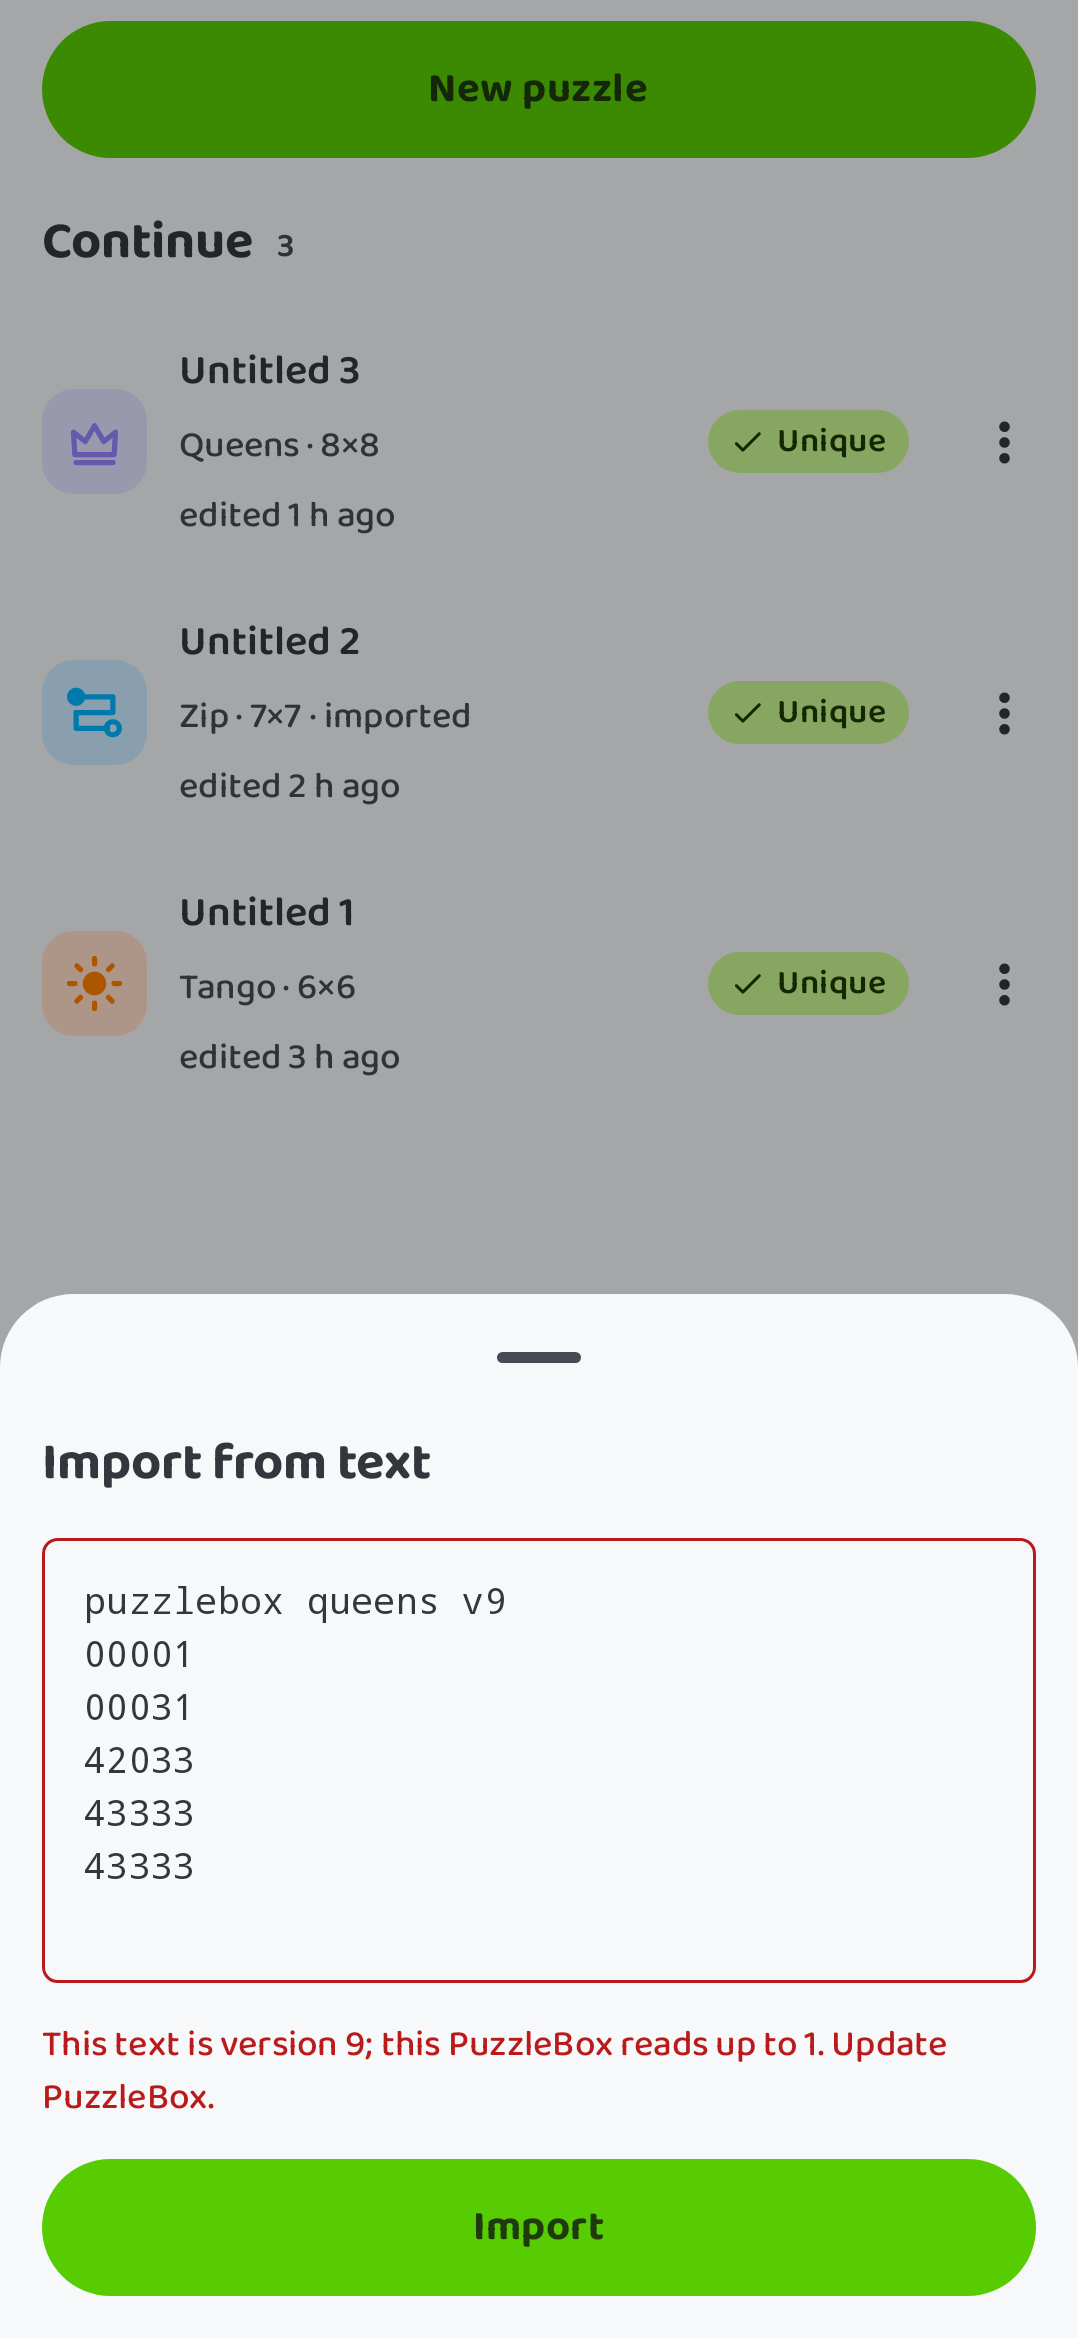 New puzzle
Continue 3
Untitled 3
Queens · 8×8
edited 1 h ago
Unique
Untitled 2
Zip · 7×7 · imported
edited 2 h ago
Unique
Untitled 1
Tango · 6×6
edited 3 h ago
Unique
Import from text
puzzlebox queens v9
00001
00031
42033
43333
43333
This text is version 9; this PuzzleBox reads up to 1. Update
PuzzleBox.
Import